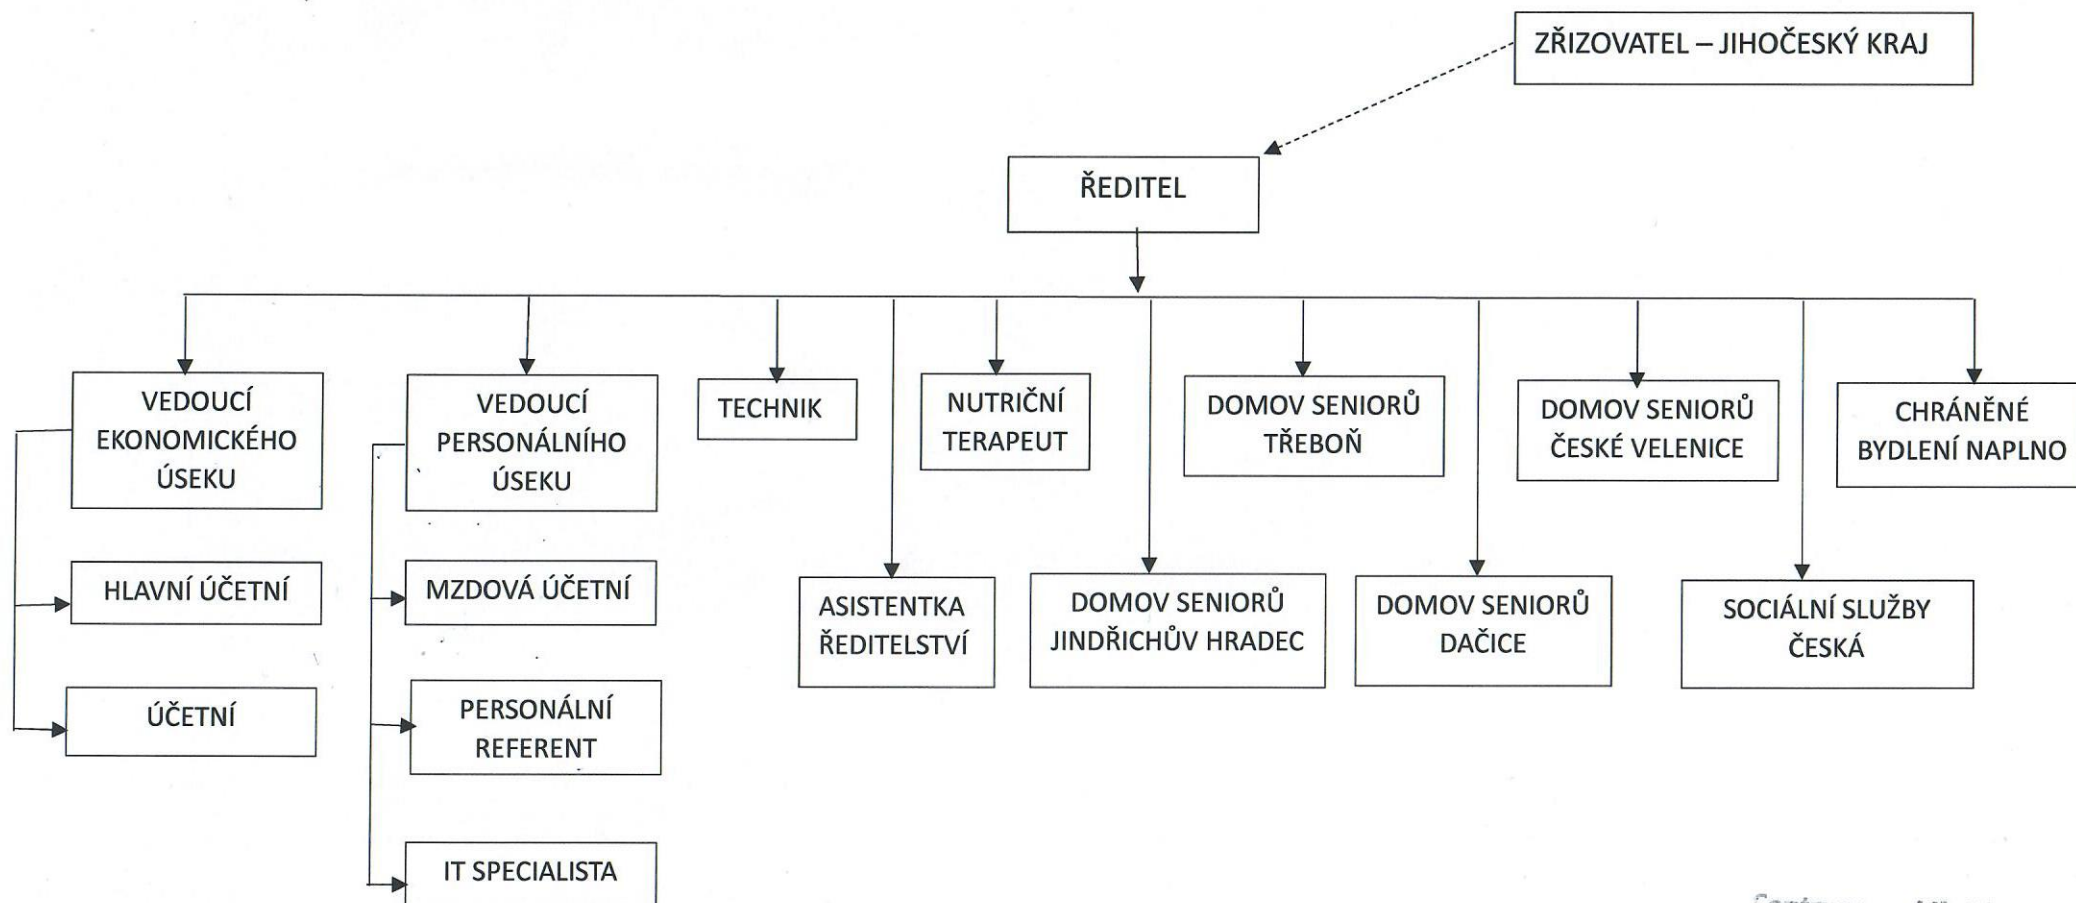 ZŘIZOVATEL – JIHOČESKÝ KRAJ
ŘEDITEL
VEDOUCÍ
EKONOMICKÉHO
ÚSEKU
VEDOUCÍ
PERSONÁLNÍHO
ÚSEKU
TECHNIK
NUTRIČNÍ
TERAPEUT
DOMOV SENIORŮ
TŘEBOŇ
DOMOV SENIORŮ
ČESKÉ VELENICE
CHRÁNĚNÉ
BYDLENÍ NAPLNO
HLAVNÍ ÚČETNÍ
MZDOVÁ ÚČETNÍ
ASISTENTKA
ŘEDITELSTVÍ
DOMOV SENIORŮ
JINDŘICHŮV HRADEC
DOMOV SENIORŮ
DAČICE
SOCIÁLNÍ SLUŽBY
ČESKÁ
ÚČETNÍ
PERSONÁLNÍ
REFERENT
IT SPECIALISTA